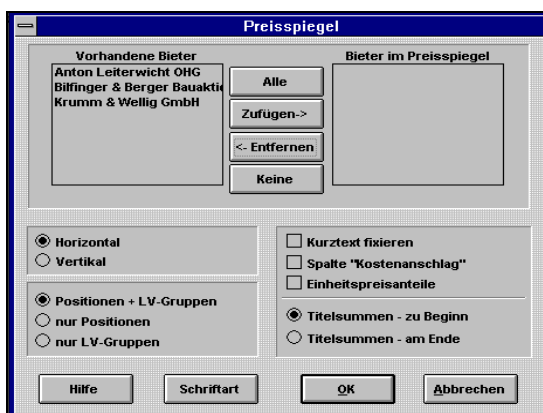 Preisspiegel
Vorhandene Bieter
Anton Leiterwicht OHG
Bilfinger & Berger Bauaktie
Krumm & Wellig GmbH
Alle
Zufügen->
<- Entfernen
Keine
Bieter im Preisspiegel
Horizontal
Vertikal
Positionen + LV-Gruppen
nur Positionen
nur LV-Gruppen
Kurztext fixieren
Spalte "Kostenanschlag"
Einheitspreisanteile
Titelsummen - zu Beginn
Titelsummen - am Ende
Hilfe
Schriftart
OK
Abbrechen